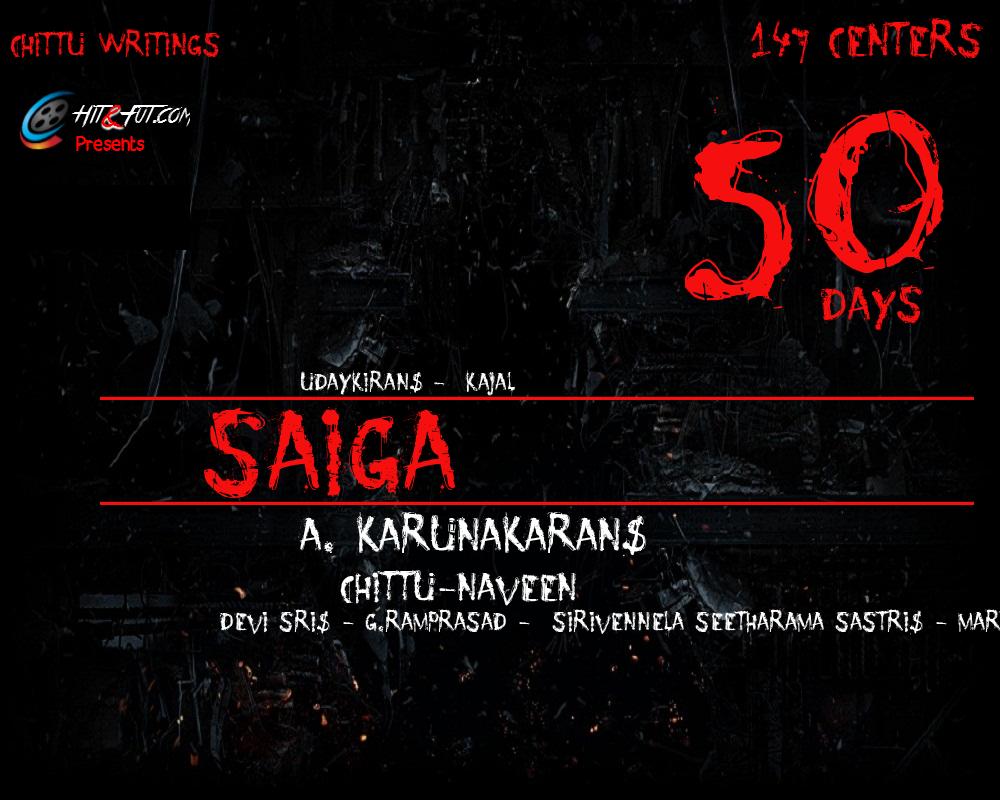 CHITTU WRITINGS
147 CENTERS
HIT&FUT.COM
Presents
50
DAYS
UDAYKIRAN$ - KAJAL
SAIGA
A. KARUNAKARAN$
CHITTU-NAVEEN
DEVI SRI$ - G.RAMPRASAD - SIRIVENNELA SEETHARAMA SASTRI$ - MAR